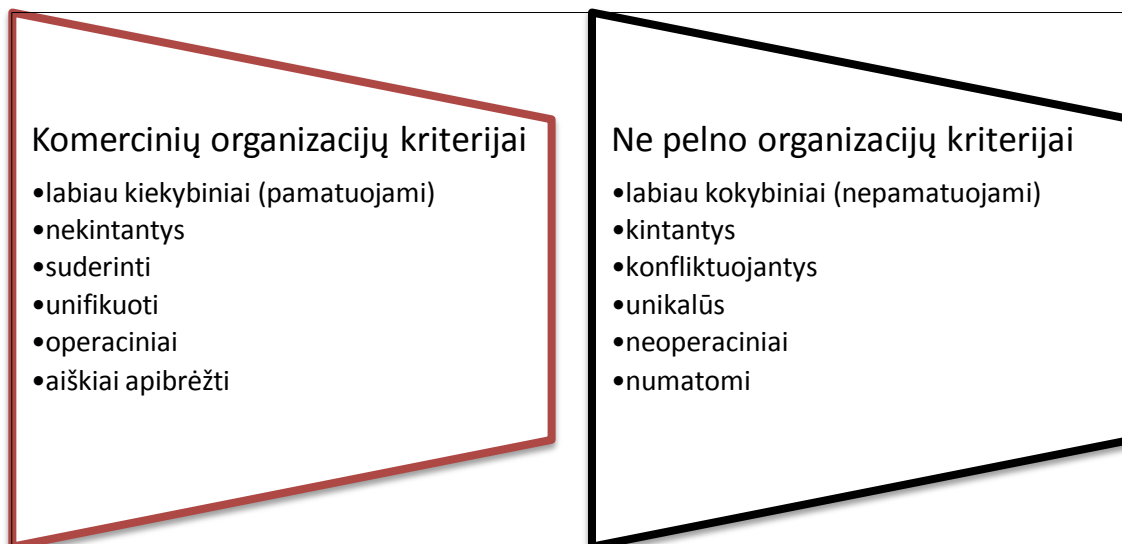 Komercinių organizacijų kriterijai
•labiau kiekybiniai (pamatuojami)
•nekintantys
•suderinti
•unifikuoti
•operaciniai
•aiškiai apibrėžti
Ne pelno organizacijų kriterijai
•labiau kokybiniai (nepamatuojami)
•kintantys
•konfliktuojantys
•unikalūs
•neoperaciniai
•numatomi